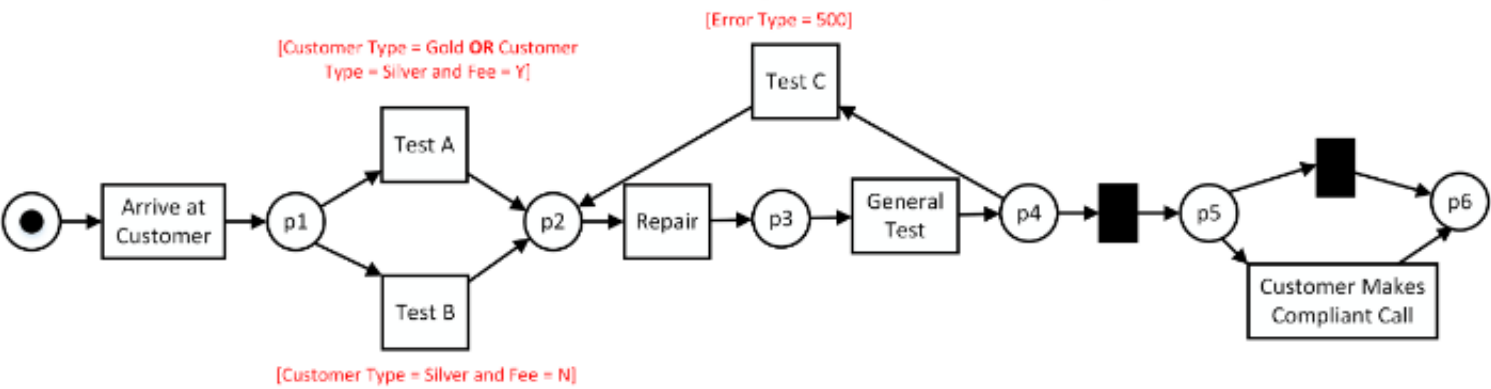 [Error Type = 500]
[Customer Type = Gold OR Customer
Type = Silver and Fee = Y]
Test C
Test A
Arrive at
Customer
p1
p2
Repair
p3
General
Test
p4
p5
p6
Test B
Customer Makes
Compliant Call
[Customer Type = Silver and Fee = N]